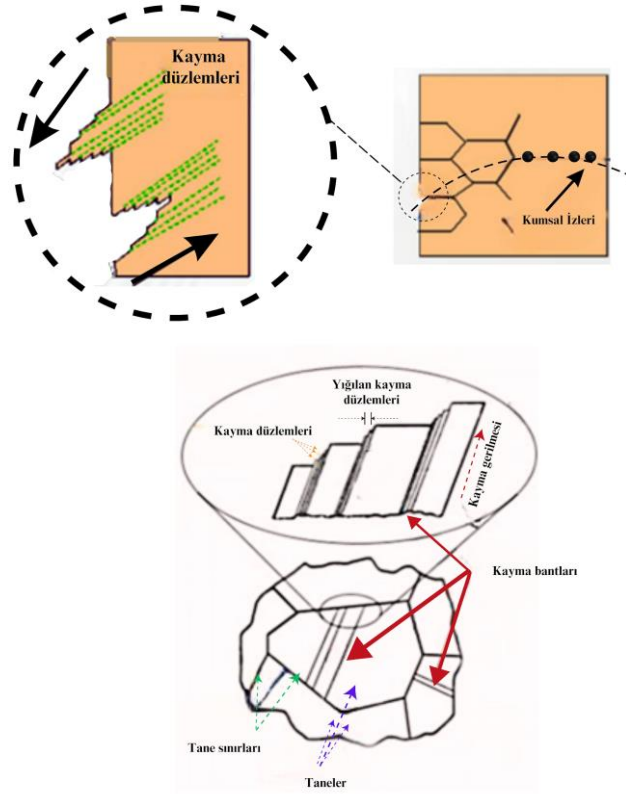 Kayma
düzlemleri
Kumsal İzleri
Yığılan kayma
düzlemleri
Kayma düzlemleri
Kayma gerilmesi
Kayma bantları
Tane sınırları
Taneler